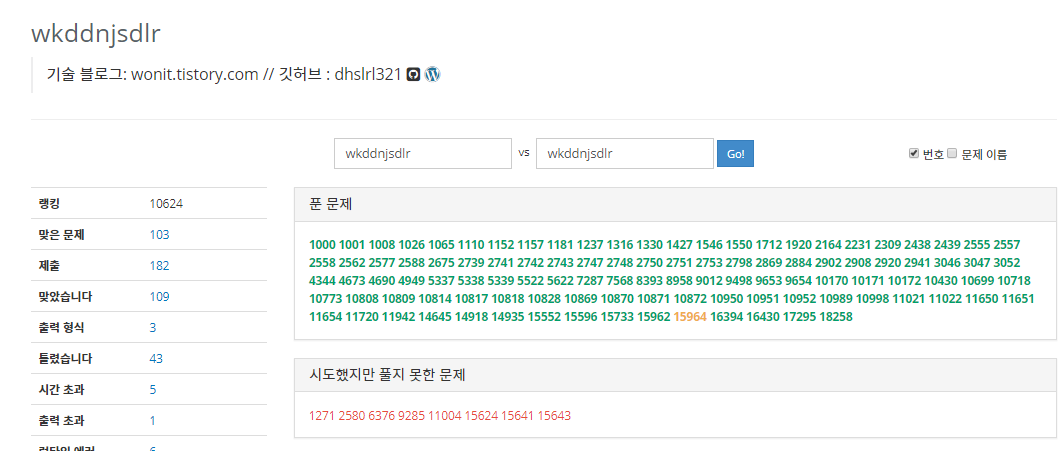 wkddnjsdlr
기술 블로그: wonit.tistory.com // 깃허브 : dhslrl321
wkddnjsdlr vs wkddnjsdlr Go! 번호 문제 이름
랭킹 10624
맞은 문제 103
제출 182
맞았습니다 109
출력 형식 3
틀렸습니다 43
시간 초과 5
출력 초과 1
런타임 에러 6
푼 문제
1000 1001 1008 1026 1065 1110 1152 1157 1181 1237 1316 1330 1427 1546 1550 1712 1920 2164 2231 2309 2438 2439 2555 2557
2558 2562 2577 2588 2675 2739 2741 2742 2743 2747 2748 2750 2751 2753 2798 2869 2884 2902 2908 2920 2941 3046 3047 3052
4344 4673 4690 4949 5337 5338 5339 5522 5622 7287 7568 8393 8958 9012 9498 9653 9654 10170 10171 10172 10430 10699 10718
10773 10808 10809 10814 10817 10818 10828 10869 10870 10871 10872 10950 10951 10952 10989 10998 11021 11022 11650 11651
11654 11720 11942 14645 14918 14935 15552 15596 15733 15962 15964 16394 16430 17295 18258
시도했지만 풀지 못한 문제
1271 2580 6376 9285 11004 15624 15641 15643